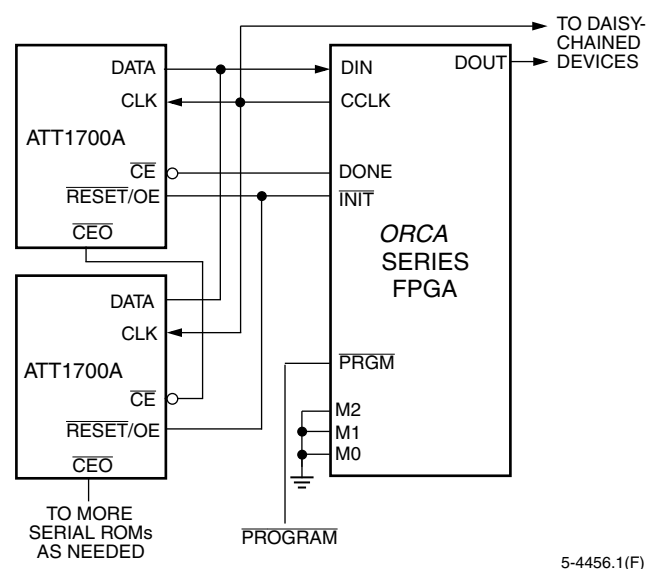 TO DAISY-
CHAINED
DEVICES
DATA
CLK
ATT1700A
CE
RESET/OE
CEO
DIN
DOUT
CCLK
DONE
INIT
ORCA
SERIES
FPGA
PRGM
M2
M1
M0
DATA
CLK
ATT1700A
CE
RESET/OE
CEO
TO MORE
SERIAL ROMs
AS NEEDED
PROGRAM
5-4456.1(F)